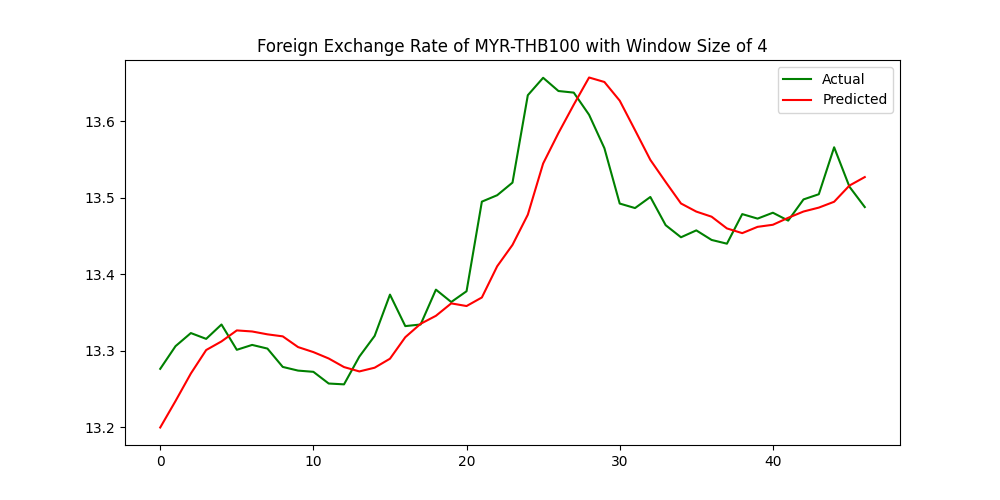 Foreign Exchange Rate of MYR-THB100 with Window Size of 4
Actual
Predicted
13.6
13.5
13.4
13.3
13.2
0 10 20 30 40